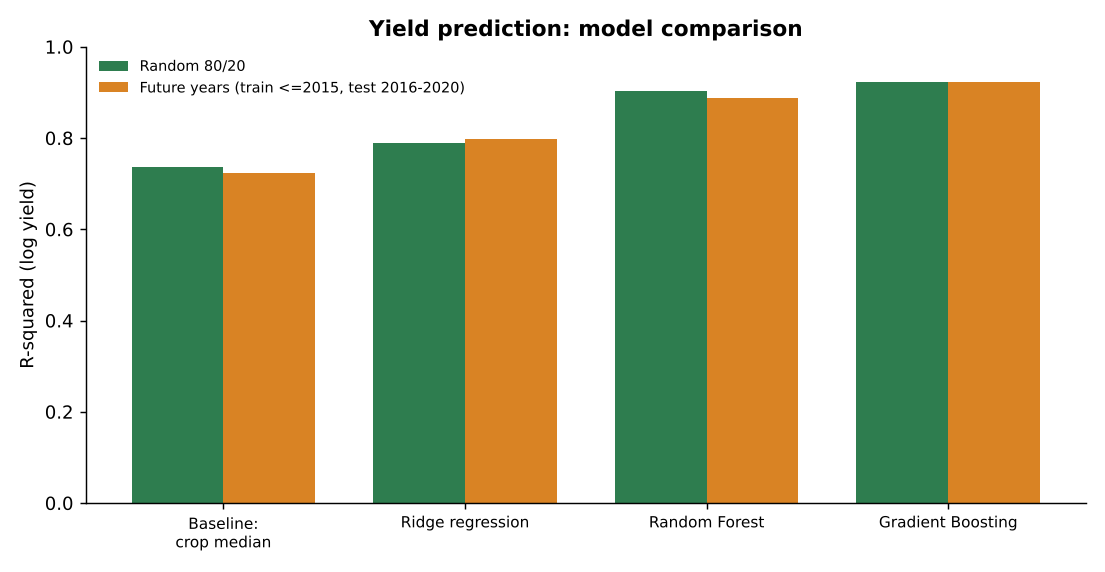 Yield prediction: model comparison
Random 80/20
Future years (train <=2015, test 2016-2020)
R-squared (log yield)
1.0
0.8
0.6
0.4
0.2
0.0
Baseline:
crop median
Ridge regression
Random Forest
Gradient Boosting